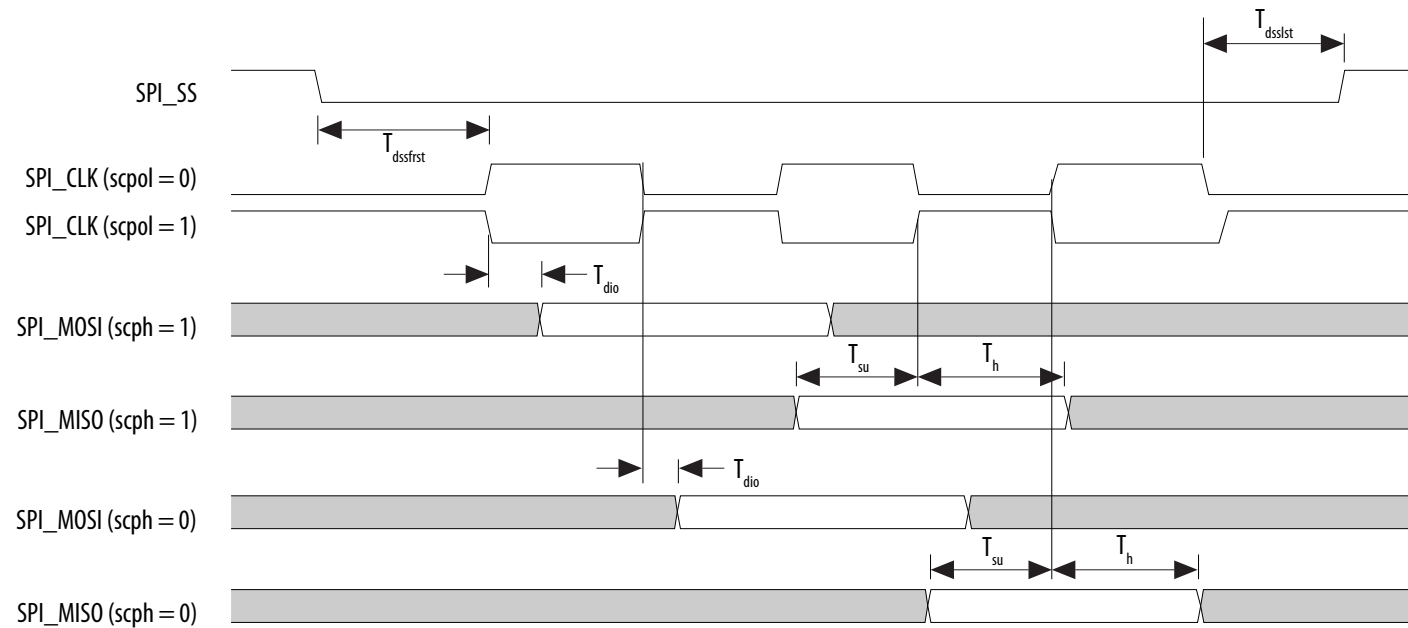 T_dsslst
SPI_SS
T_dssfrst
SPI_CLK (scpol = 0)
SPI_CLK (scpol = 1)
T_dio
SPI_MOSI (scph = 1)
T_su
T_h
SPI_MISO (scph = 1)
T_dio
SPI_MOSI (scph = 0)
T_su
T_h
SPI_MISO (scph = 0)